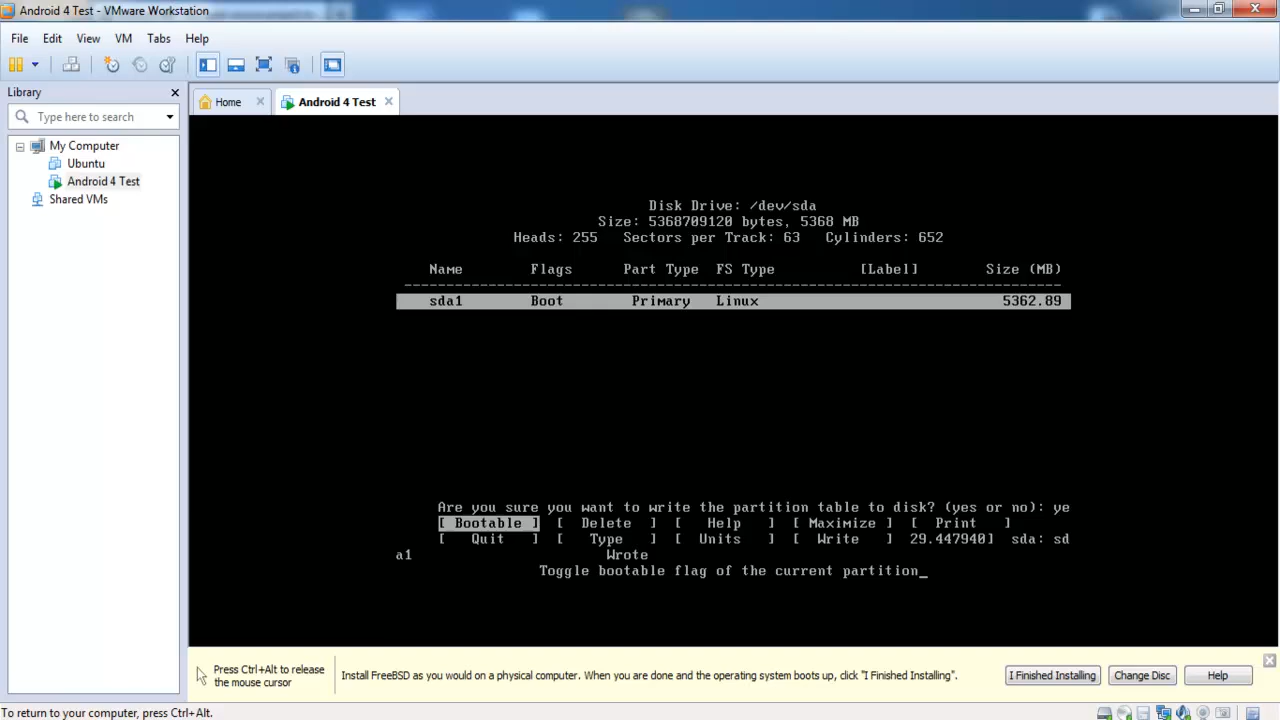 Android 4 Test - VMware Workstation
File Edit View VM Tabs Help
Library
Type here to search
My Computer
Ubuntu
Android 4 Test
Shared VMs
Home
Android 4 Test
Disk Drive: /dev/sda
Size: 5368709120 bytes, 5368 MB
Heads: 255 Sectors per Track: 63 Cylinders: 652
Name Flags Part Type FS Type [Label] Size (MB)
sda1 Boot Primary Linux 5362.89
Are you sure you want to write the partition table to disk? (yes or no): ye
[ Bootable ] [ Delete ] [ Help ] [ Maximize ] [ Print ]
[ Quit ] [ Type ] [ Units ] [ Write ] 29.447940] sda: sd
a1 Wrote
Toggle bootable flag of the current partition_
Press Ctrl+Alt to release
the mouse cursor
Install FreeBSD as you would on a physical computer. When you are done and the operating system boots up, click "I Finished Installing".
I Finished Installing
Change Disc
Help
To return to your computer, press Ctrl+Alt.